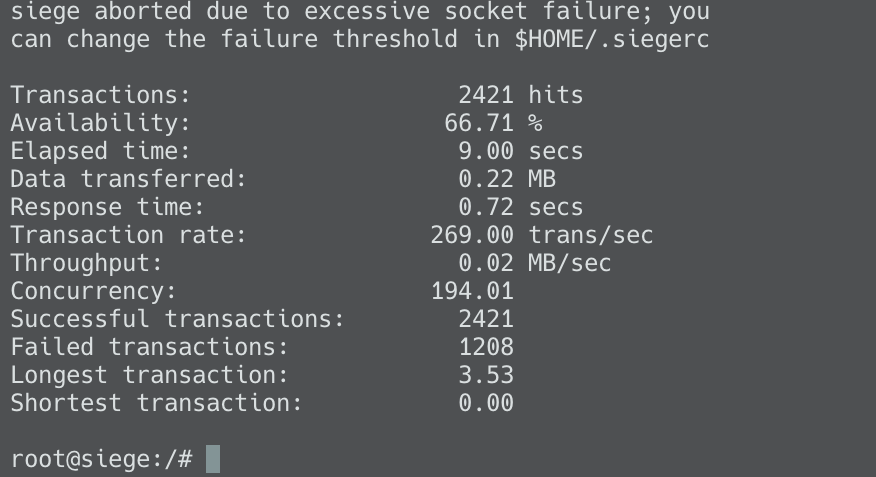 siege aborted due to excessive socket failure; you
can change the failure threshold in $HOME/.siegerc
Transactions: 2421 hits
Availability: 66.71 %
Elapsed time: 9.00 secs
Data transferred: 0.22 MB
Response time: 0.72 secs
Transaction rate: 269.00 trans/sec
Throughput: 0.02 MB/sec
Concurrency: 194.01
Successful transactions: 2421
Failed transactions: 1208
Longest transaction: 3.53
Shortest transaction: 0.00
root@siege:/#